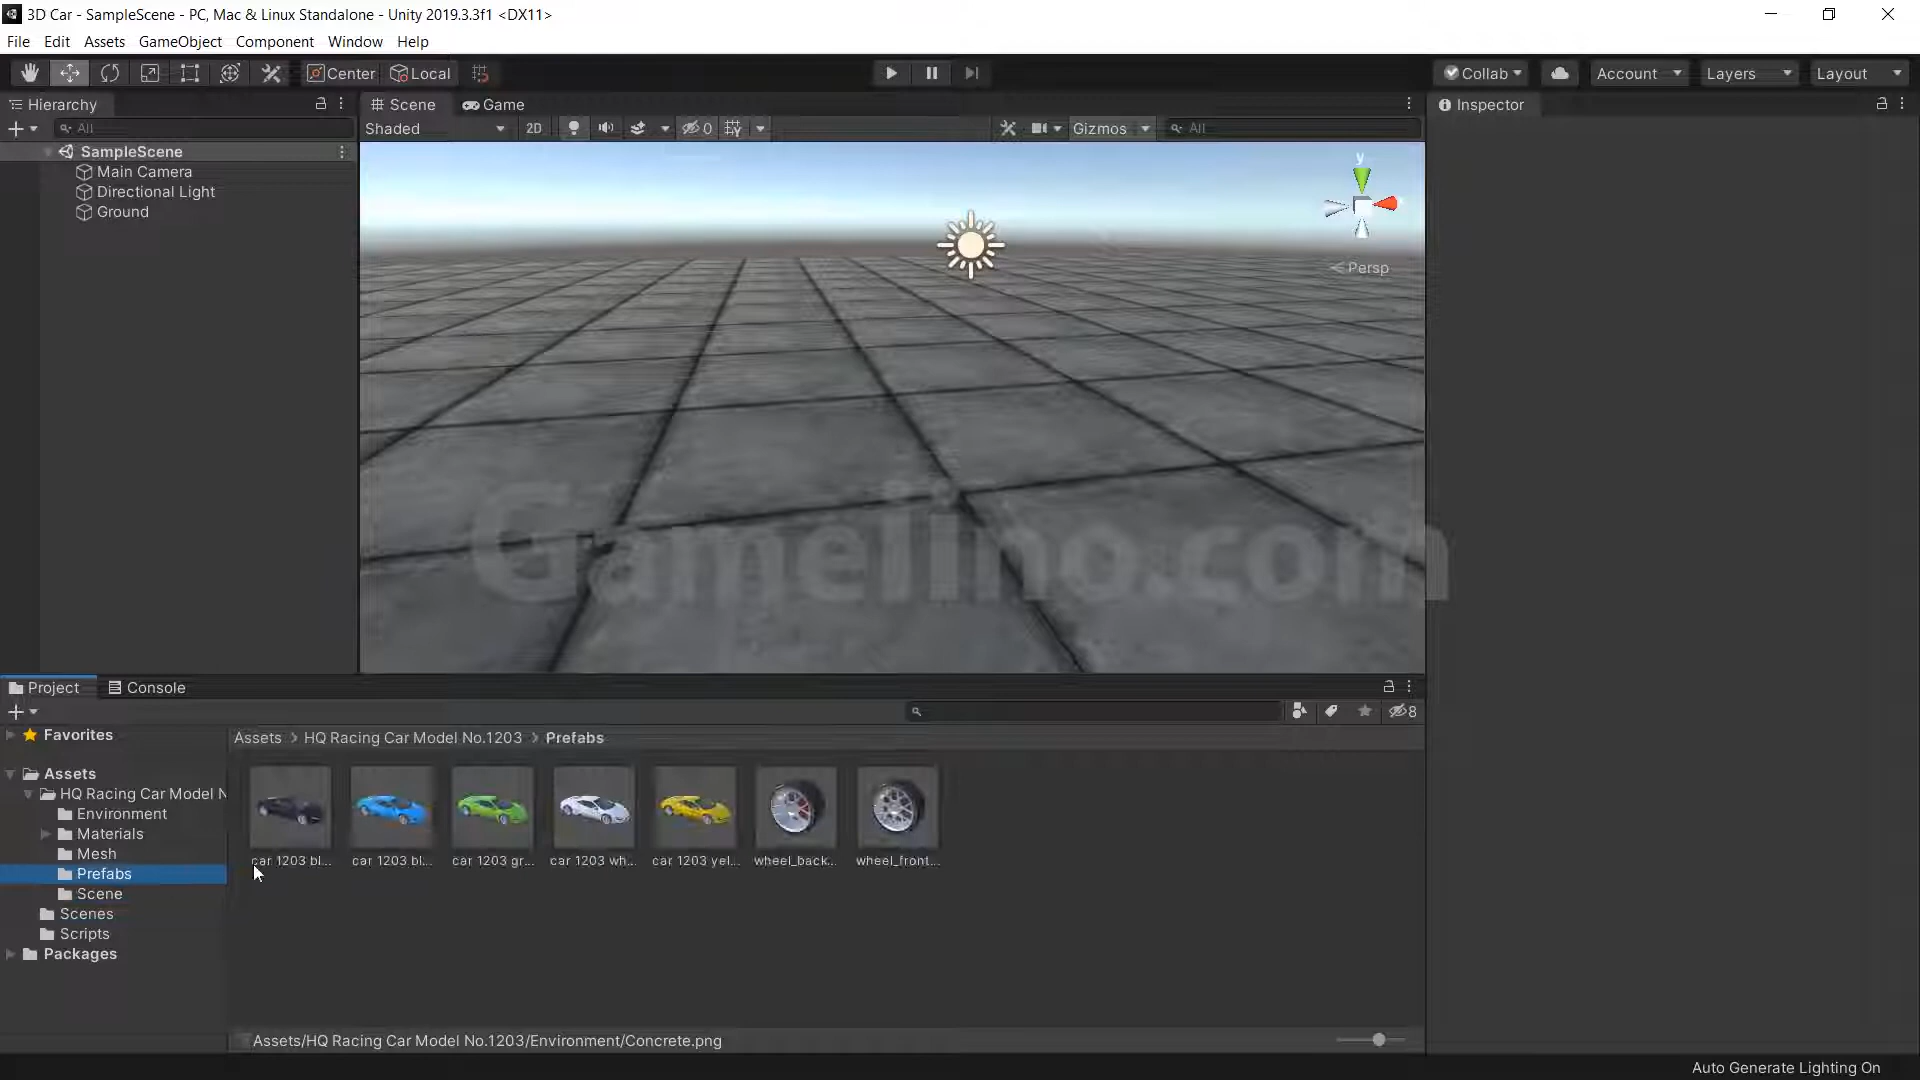 3D Car - SampleScene - PC, Mac & Linux Standalone - Unity 2019.3.3f1 <DX11>
File Edit Assets GameObject Component Window Help
Center Local Collab Account Layers Layout
Hierarchy
All
SampleScene
Main Camera
Directional Light
Ground
Scene Game
Shaded 2D 0 Gizmos All
y
Persp
Gamelino.com
Inspector
Project Console
8
Favorites
Assets
HQ Racing Car Model N
Environment
Materials
Mesh
Prefabs
Scene
Scenes
Scripts
Packages
Assets > HQ Racing Car Model No.1203 > Prefabs
car 1203 bl... car 1203 bl... car 1203 gr... car 1203 wh... car 1203 yel... wheel_back... wheel_front...
Assets/HQ Racing Car Model No.1203/Environment/Concrete.png
Auto Generate Lighting On